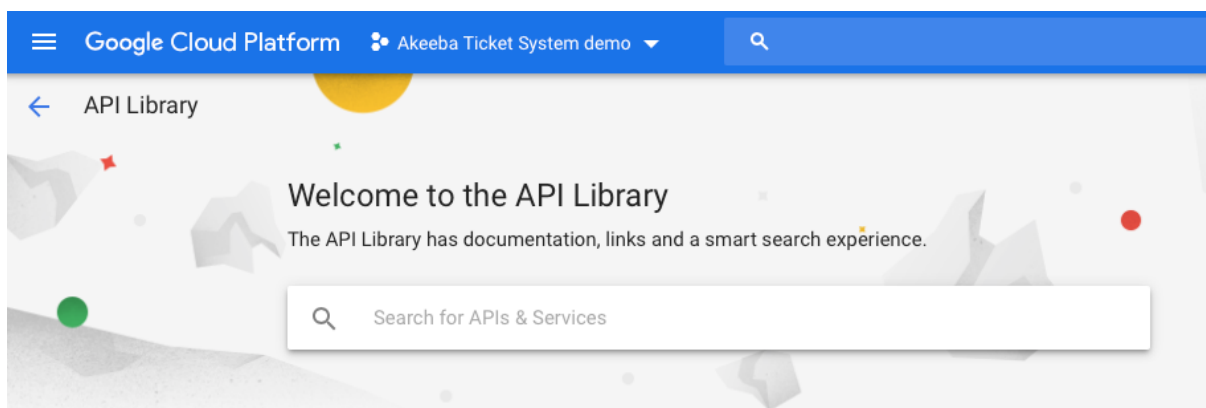 Google Cloud Platform Akeeba Ticket System demo
API Library
Welcome to the API Library
The API Library has documentation, links and a smart search experience.
Search for APIs & Services